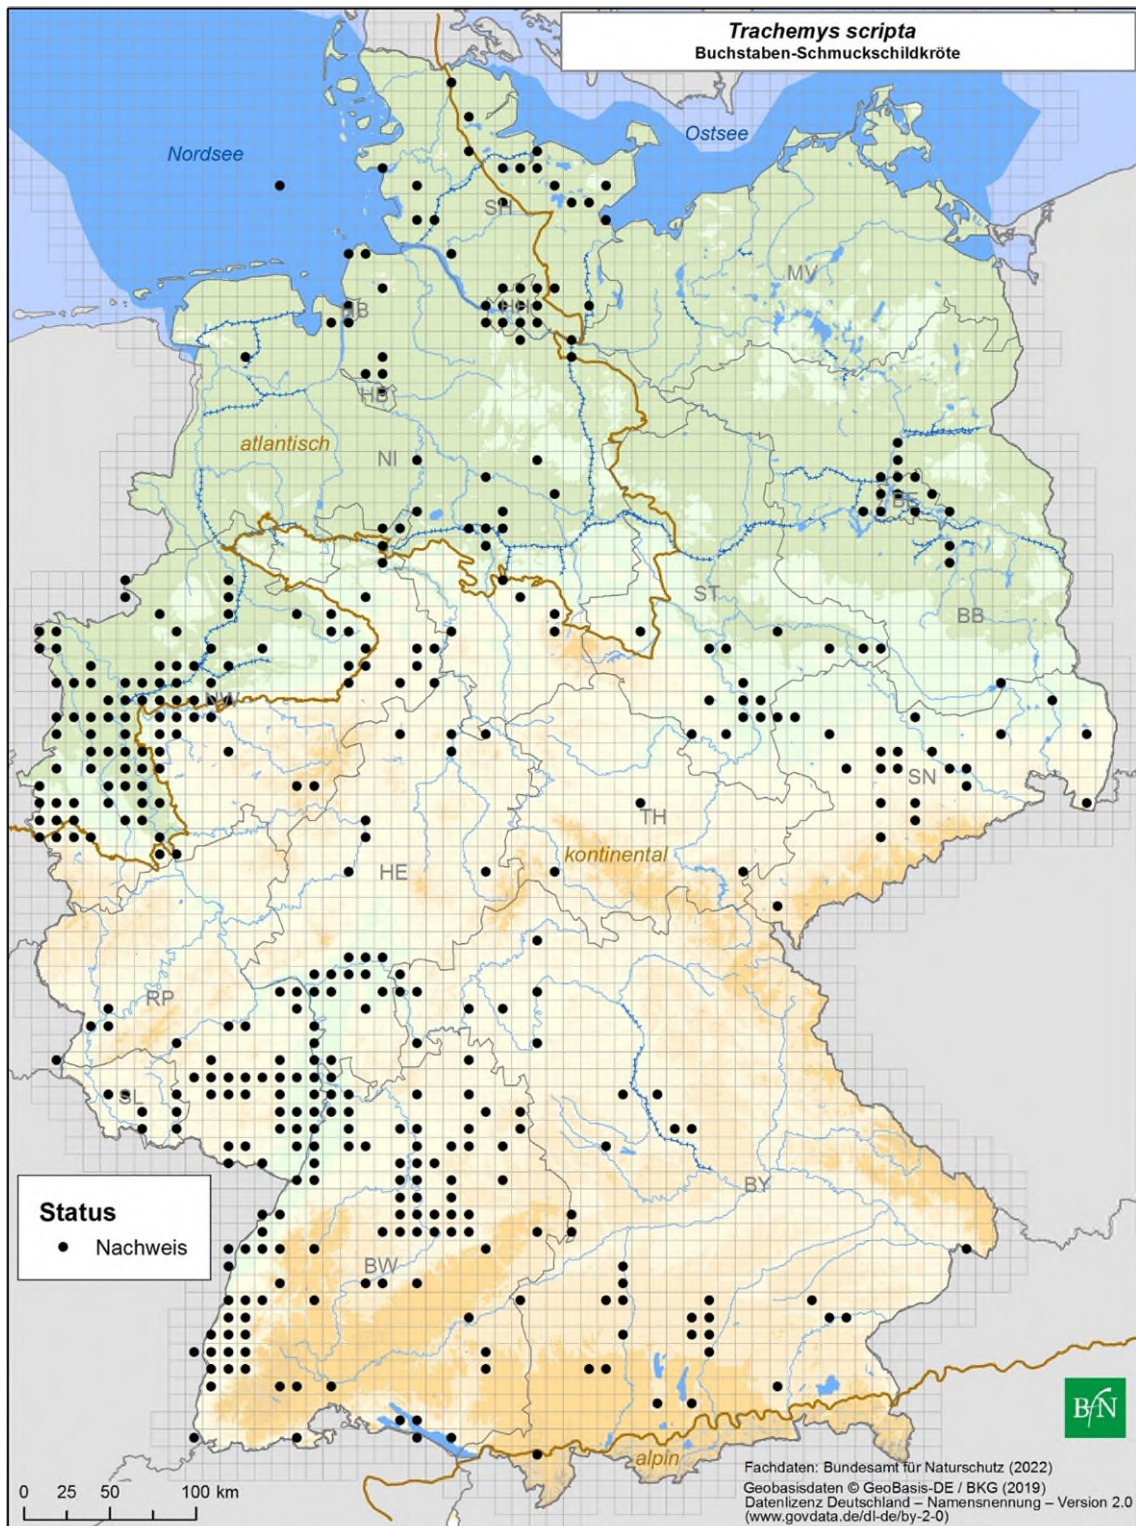 Trachemys scripta
Buchstaben-Schmuckschildkröte
Nordsee
Ostsee
SH
MV
HB
HH
HB
atlantisch
NI
BE
ST
BB
NW
SN
TH
kontinental
HE
RP
SL
BY
Status
Nachweis
BW
BfN
alpin
0 25 50 100 km
Fachdaten: Bundesamt für Naturschutz (2022)
Geobasisdaten © GeoBasis-DE / BKG (2019)
Datenlizenz Deutschland – Namensnennung – Version 2.0
(www.govdata.de/dl-de/by-2-0)